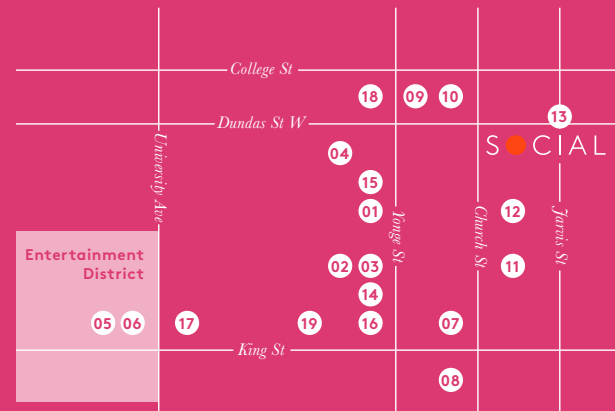 College St
18
09
10
Dundas St W
13
SOCIAL
04
University Ave
15
01
12
Yonge St
Church St
Jarvis St
Entertainment
District
02
03
11
14
05
06
17
19
16
07
King St
08